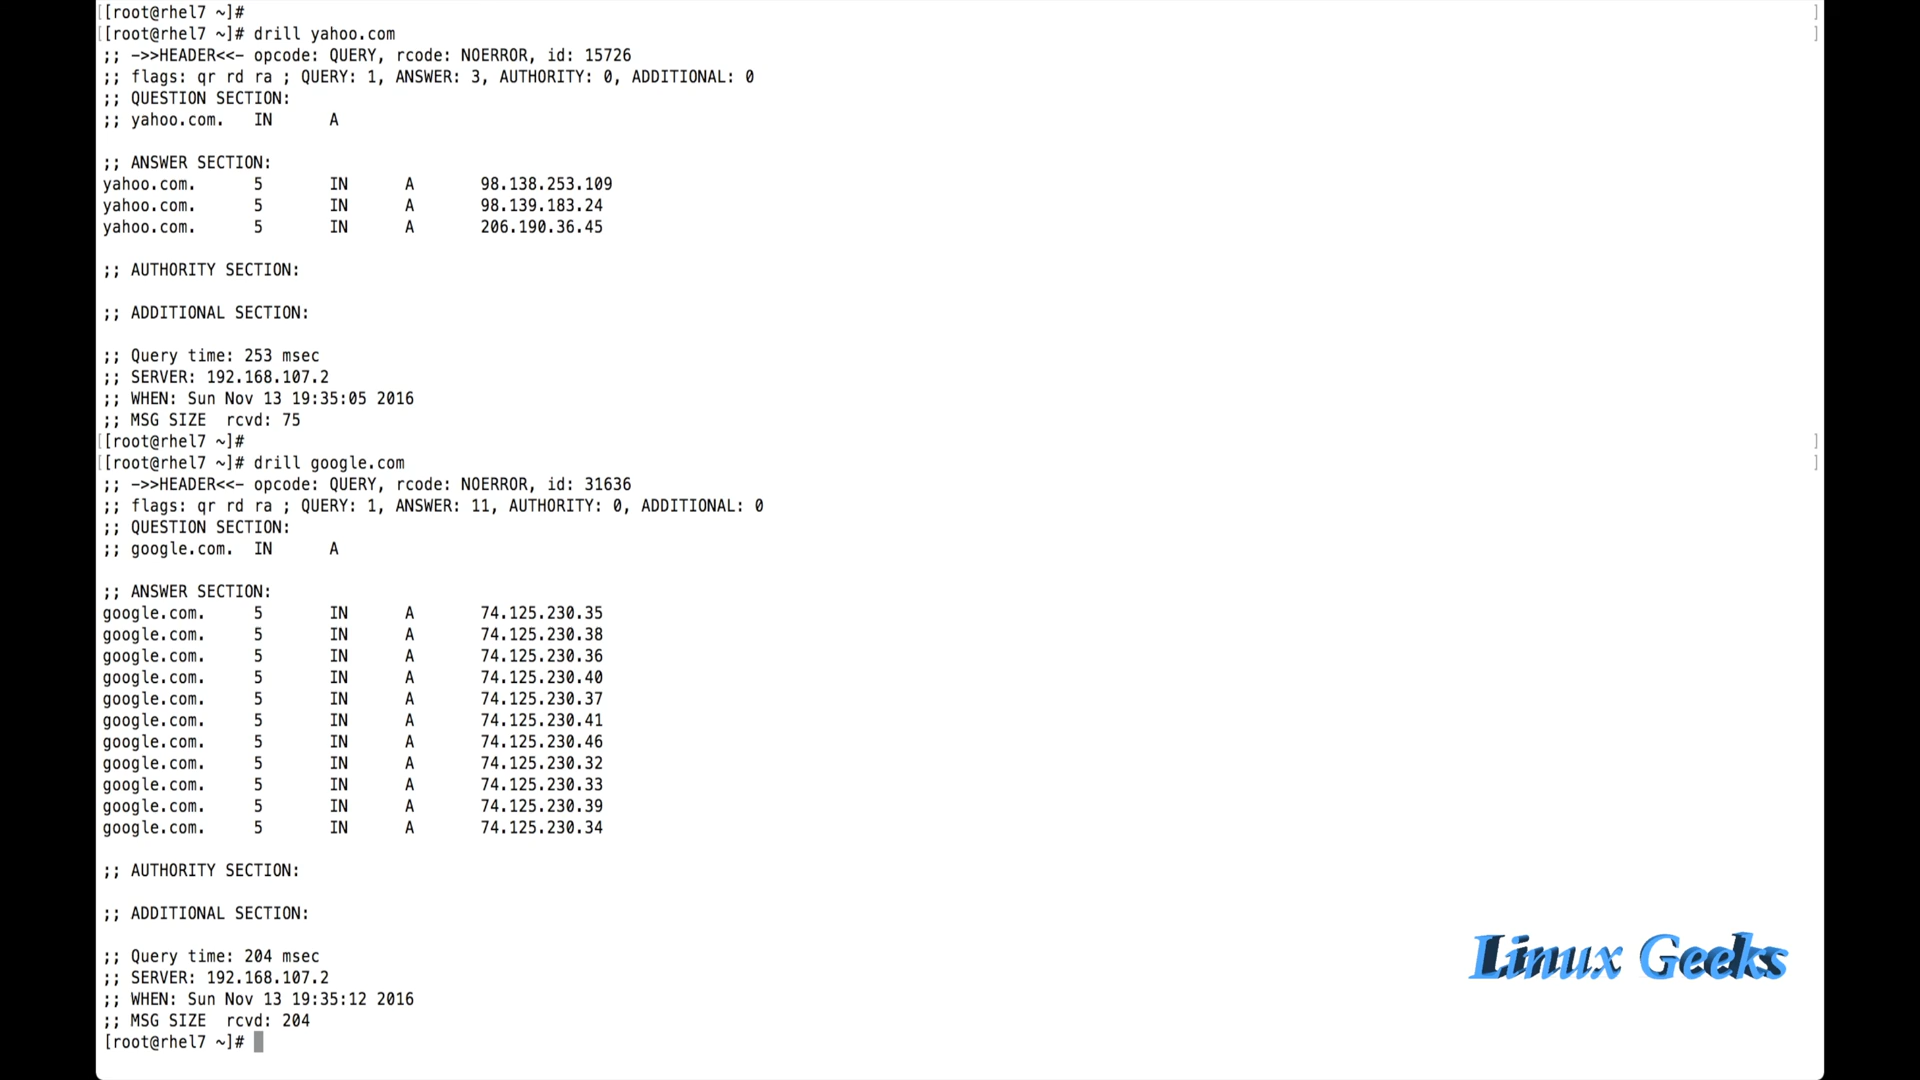 [[root@rhel7 ~]# ]
[[root@rhel7 ~]# drill yahoo.com ]
;; ->>HEADER<<- opcode: QUERY, rcode: NOERROR, id: 15726
;; flags: qr rd ra ; QUERY: 1, ANSWER: 3, AUTHORITY: 0, ADDITIONAL: 0
;; QUESTION SECTION:
;; yahoo.com. IN A
;; ANSWER SECTION:
yahoo.com. 5 IN A 98.138.253.109
yahoo.com. 5 IN A 98.139.183.24
yahoo.com. 5 IN A 206.190.36.45
;; AUTHORITY SECTION:
;; ADDITIONAL SECTION:
;; Query time: 253 msec
;; SERVER: 192.168.107.2
;; WHEN: Sun Nov 13 19:35:05 2016
;; MSG SIZE rcvd: 75
[[root@rhel7 ~]# ]
[[root@rhel7 ~]# drill google.com ]
;; ->>HEADER<<- opcode: QUERY, rcode: NOERROR, id: 31636
;; flags: qr rd ra ; QUERY: 1, ANSWER: 11, AUTHORITY: 0, ADDITIONAL: 0
;; QUESTION SECTION:
;; google.com. IN A
;; ANSWER SECTION:
google.com. 5 IN A 74.125.230.35
google.com. 5 IN A 74.125.230.38
google.com. 5 IN A 74.125.230.36
google.com. 5 IN A 74.125.230.40
google.com. 5 IN A 74.125.230.37
google.com. 5 IN A 74.125.230.41
google.com. 5 IN A 74.125.230.46
google.com. 5 IN A 74.125.230.32
google.com. 5 IN A 74.125.230.33
google.com. 5 IN A 74.125.230.39
google.com. 5 IN A 74.125.230.34
;; AUTHORITY SECTION:
;; ADDITIONAL SECTION:
;; Query time: 204 msec
;; SERVER: 192.168.107.2
;; WHEN: Sun Nov 13 19:35:12 2016
;; MSG SIZE rcvd: 204
[root@rhel7 ~]#
Linux Geeks